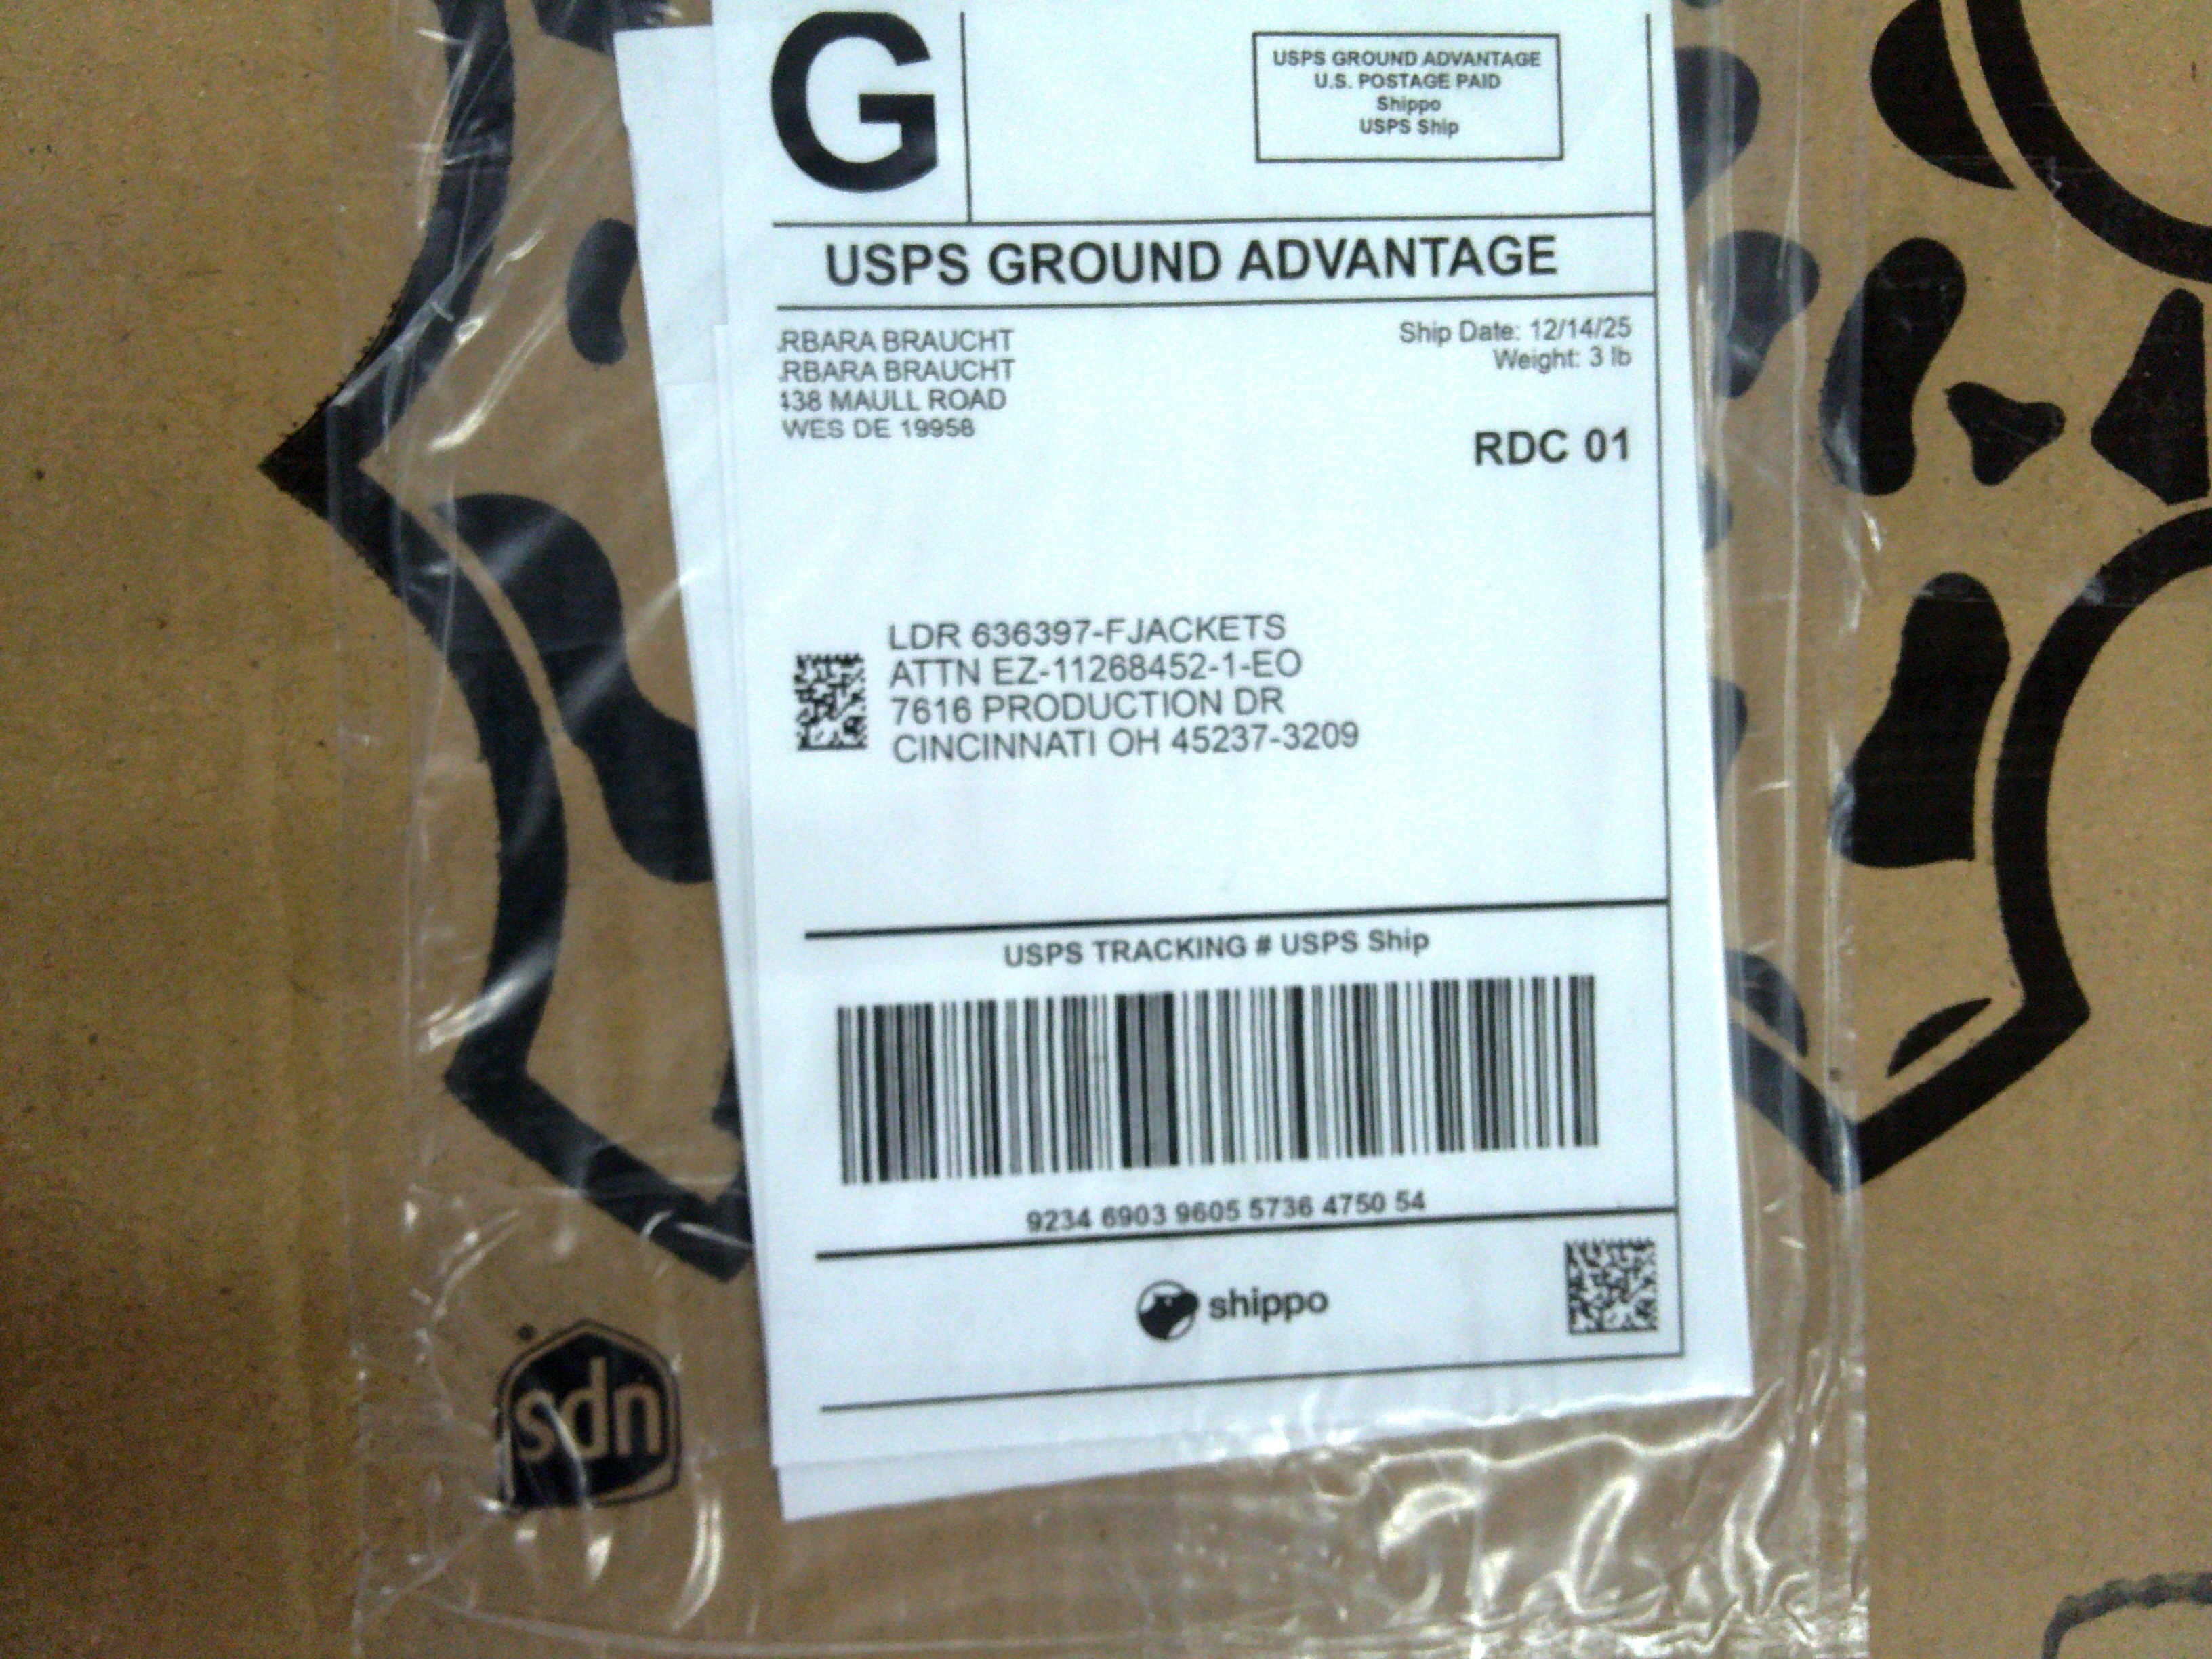 G
USPS GROUND ADVANTAGE
U.S. POSTAGE PAID
Shippo
USPS Ship
USPS GROUND ADVANTAGE
RBARA BRAUCHT
RBARA BRAUCHT
438 MAULL ROAD
WES DE 19958
Ship Date: 12/14/25
Weight: 3 lb
RDC 01
LDR 636397-FJACKETS
ATTN EZ-11268452-1-EO
7616 PRODUCTION DR
CINCINNATI OH 45237-3209
USPS TRACKING # USPS Ship
9234 6903 9605 5736 4750 54
shippo
ups